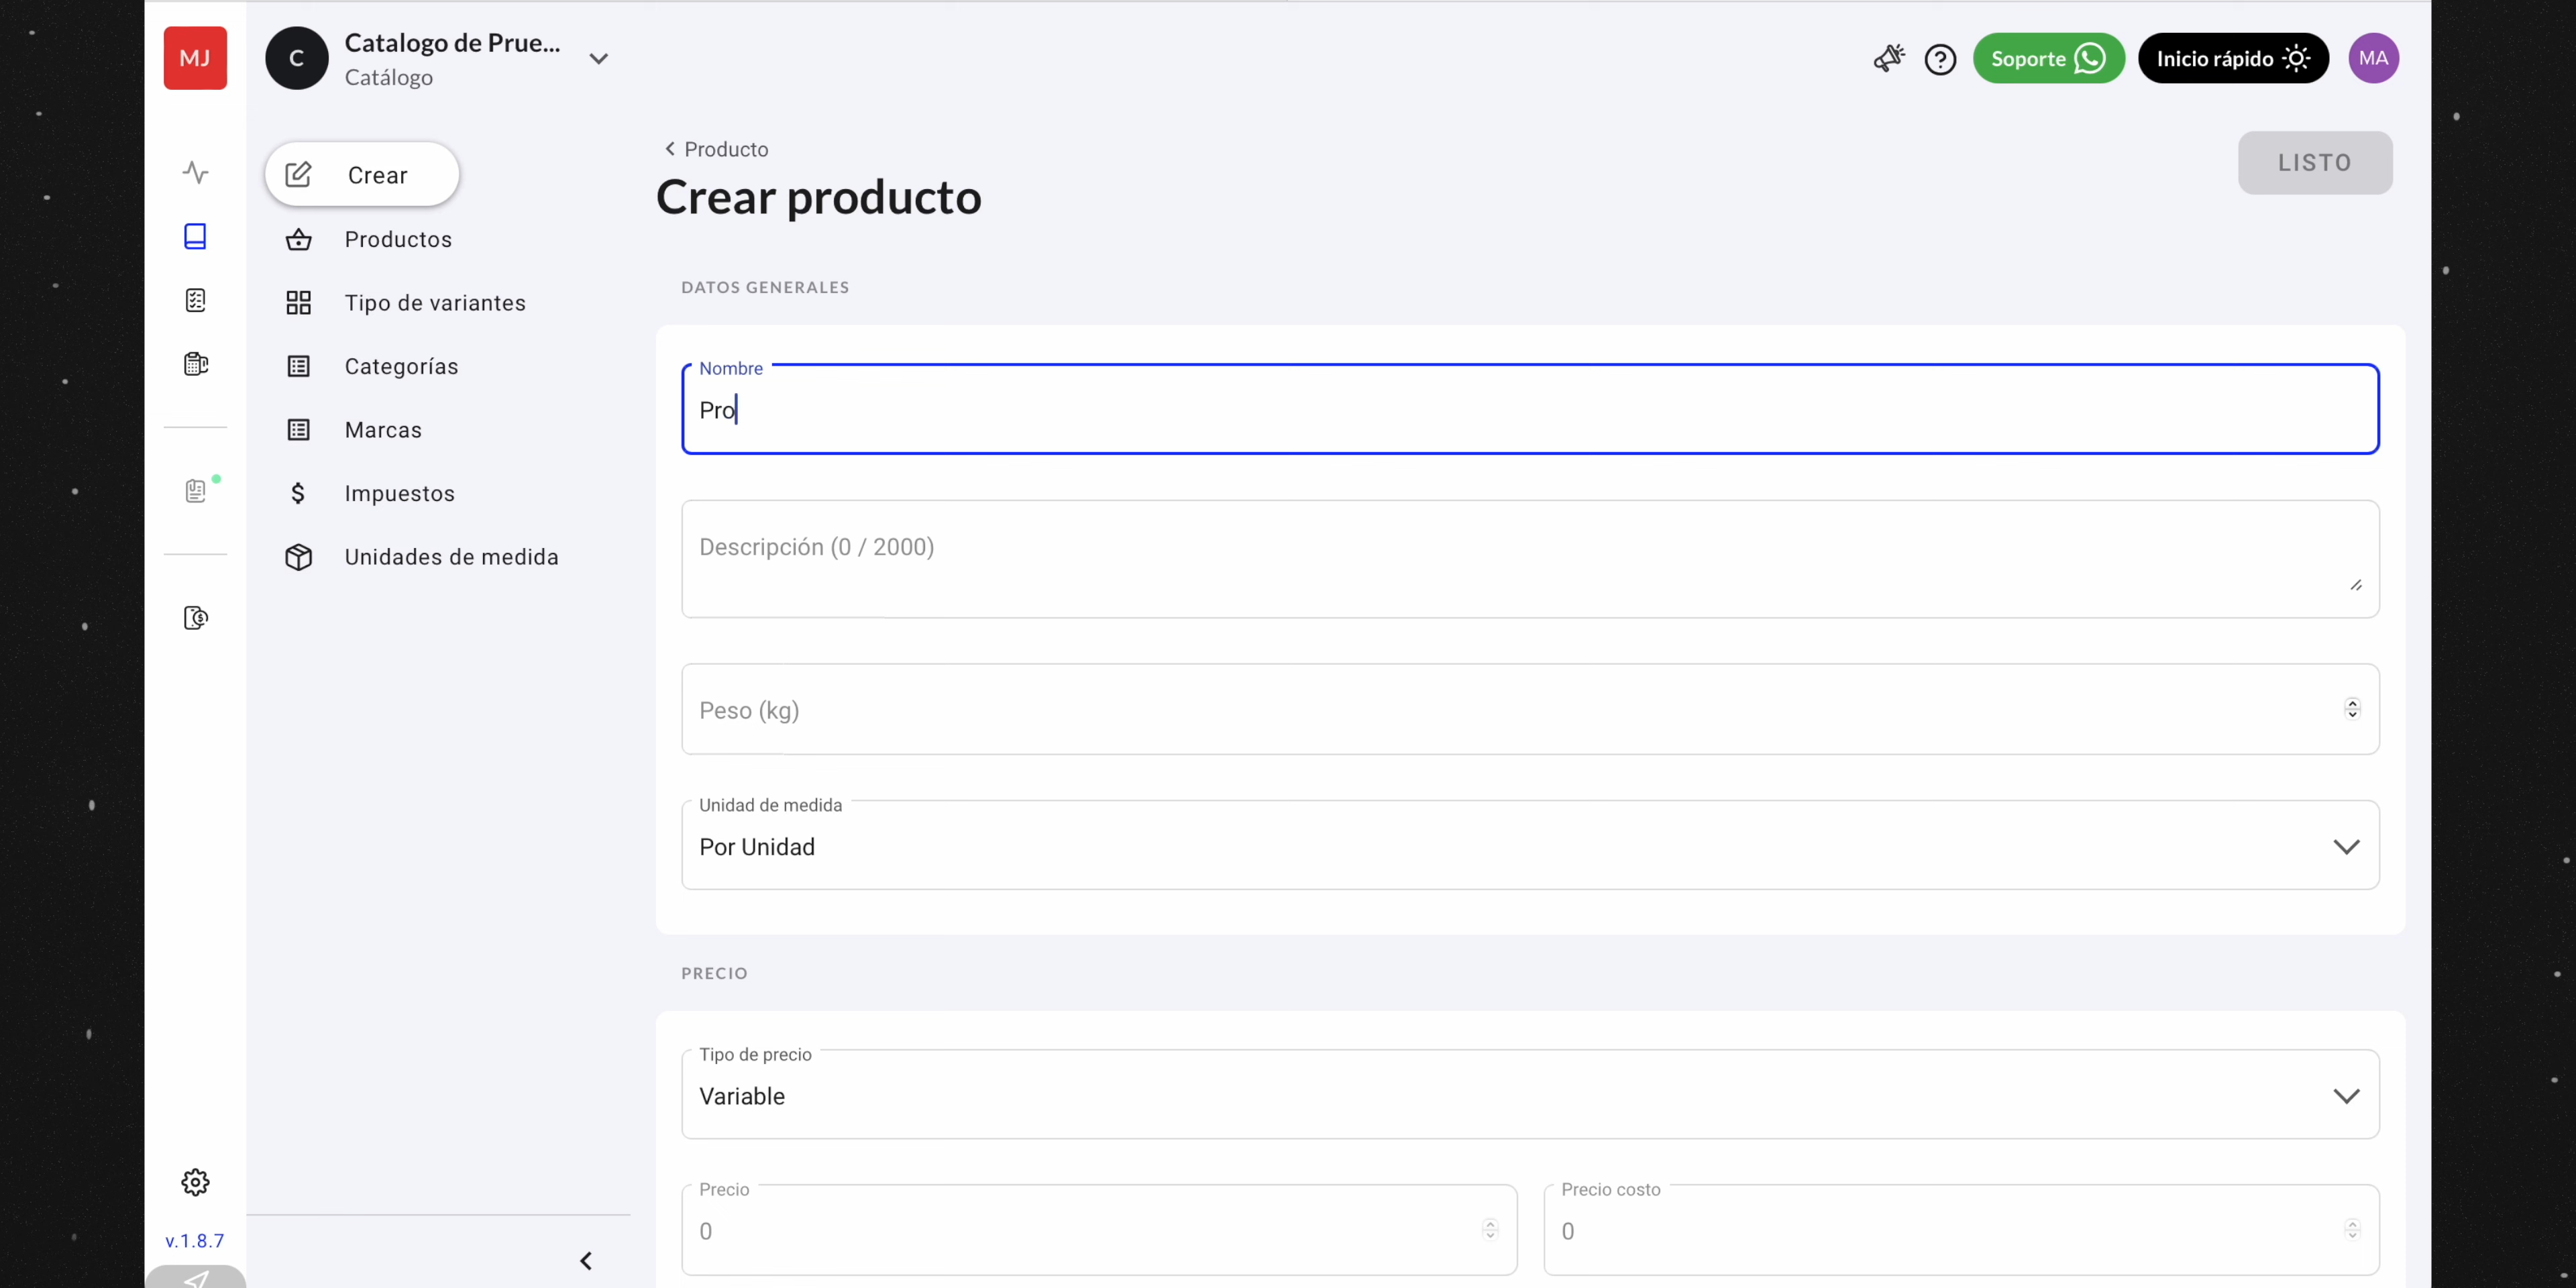 MJ
C
Catalogo de Prue...
Catálogo
Soporte
Inicio rápido
MA
Crear
Productos
Tipo de variantes
Categorías
Marcas
Impuestos
Unidades de medida
v.1.8.7
Producto
Crear producto
LISTO
DATOS GENERALES
Nombre
Pro
Descripción (0 / 2000)
Peso (kg)
Unidad de medida
Por Unidad
PRECIO
Tipo de precio
Variable
Precio
0
Precio costo
0